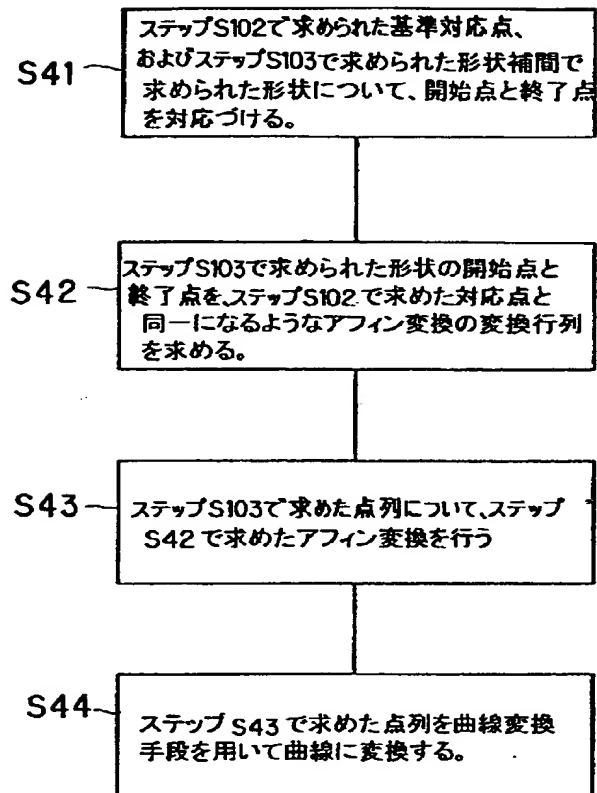 S41
ステップS102で求められた基準対応点、
およびステップS103で求められた形状補間で
求められた形状について、開始点と終了点
を対応づける。
S42
ステップS103で求められた形状の開始点と
終了点を、ステップS102で求めた対応点と
同一になるようなアフィン変換の変換行列
を求める。
S43
ステップS103で求めた点列について、ステップ
S42で求めたアフィン変換を行う
S44
ステップS43で求めた点列を曲線変換
手段を用いて曲線に変換する。